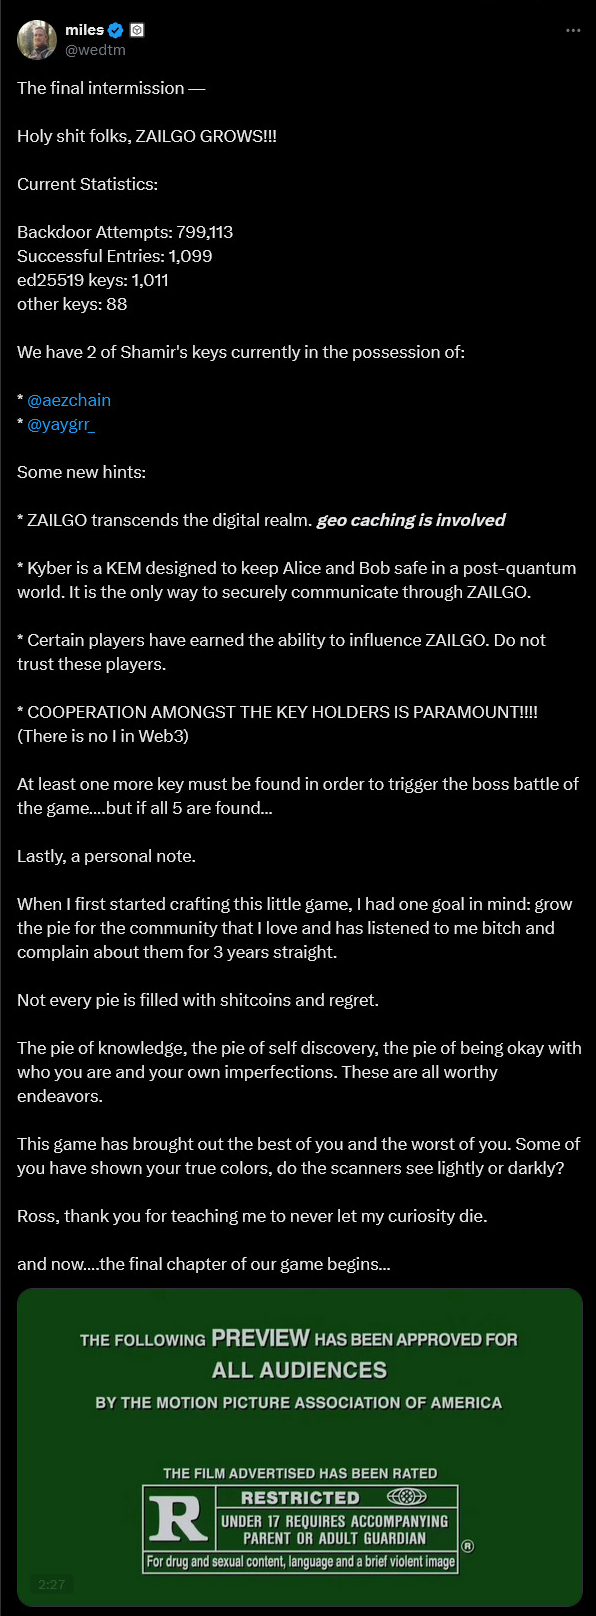 miles
@wedtm
The final intermission —
Holy shit folks, ZAILGO GROWS!!!
Current Statistics:
Backdoor Attempts: 799,113
Successful Entries: 1,099
ed25519 keys: 1,011
other keys: 88
We have 2 of Shamir's keys currently in the possession of:
* @aezchain
* @yaygrr_
Some new hints:
* ZAILGO transcends the digital realm. geo caching is involved
* Kyber is a KEM designed to keep Alice and Bob safe in a post-quantum
world. It is the only way to securely communicate through ZAILGO.
* Certain players have earned the ability to influence ZAILGO. Do not
trust these players.
* COOPERATION AMONGST THE KEY HOLDERS IS PARAMOUNT!!!!
(There is no I in Web3)
At least one more key must be found in order to trigger the boss battle of
the game....but if all 5 are found...
Lastly, a personal note.
When I first started crafting this little game, I had one goal in mind: grow
the pie for the community that I love and has listened to me bitch and
complain about them for 3 years straight.
Not every pie is filled with shitcoins and regret.
The pie of knowledge, the pie of self discovery, the pie of being okay with
who you are and your own imperfections. These are all worthy
endeavors.
This game has brought out the best of you and the worst of you. Some of
you have shown your true colors, do the scanners see lightly or darkly?
Ross, thank you for teaching me to never let my curiosity die.
and now....the final chapter of our game begins...
THE FOLLOWING PREVIEW HAS BEEN APPROVED FOR
ALL AUDIENCES
BY THE MOTION PICTURE ASSOCIATION OF AMERICA
THE FILM ADVERTISED HAS BEEN RATED
R RESTRICTED
UNDER 17 REQUIRES ACCOMPANYING
PARENT OR ADULT GUARDIAN ®
For drug and sexual content, language and a brief violent image
2:27